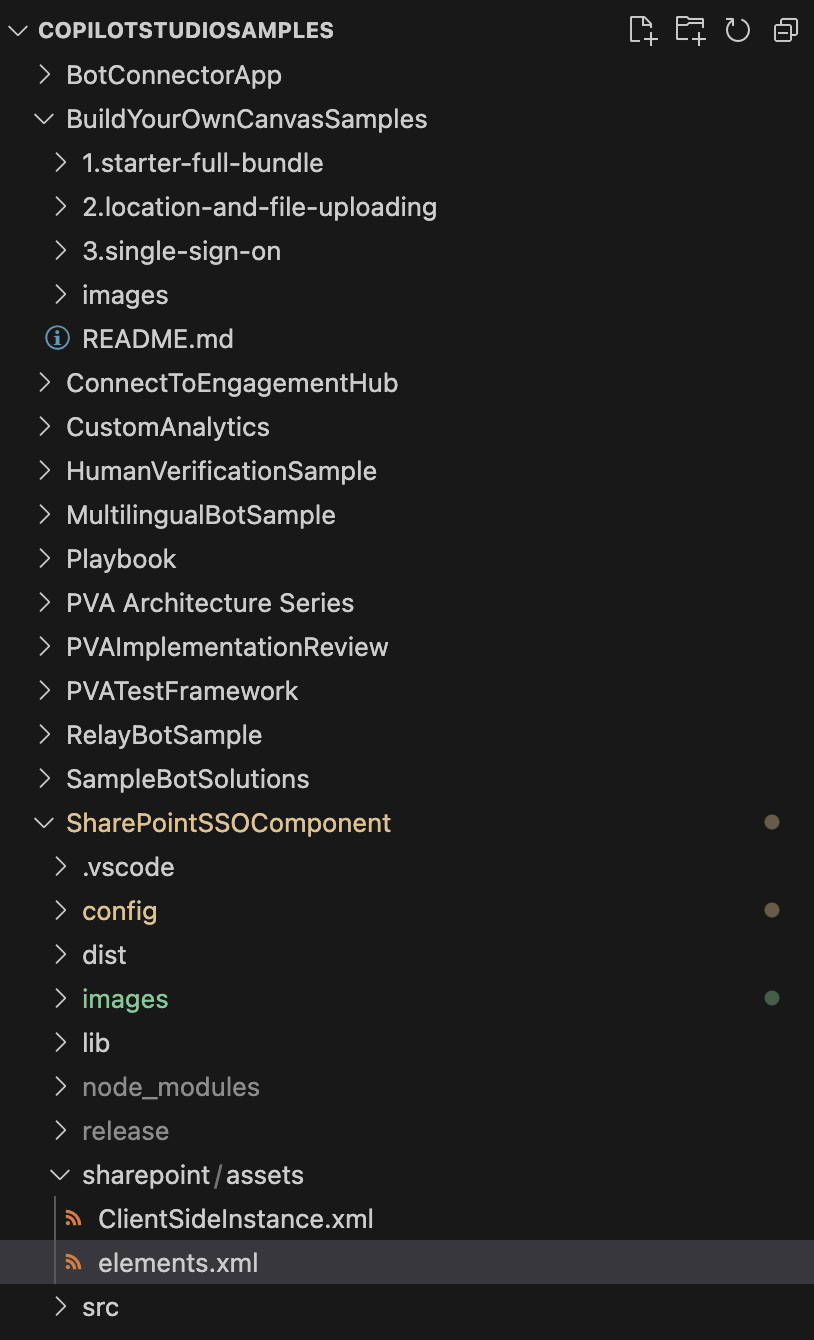 COPILOTSTUDIOSAMPLES
BotConnectorApp
BuildYourOwnCanvasSamples
1.starter-full-bundle
2.location-and-file-uploading
3.single-sign-on
images
README.md
ConnectToEngagementHub
CustomAnalytics
HumanVerificationSample
MultilingualBotSample
Playbook
PVA Architecture Series
PVAImplementationReview
PVATestFramework
RelayBotSample
SampleBotSolutions
SharePointSSOComponent
.vscode
config
dist
images
lib
node_modules
release
sharepoint/assets
ClientSideInstance.xml
elements.xml
src